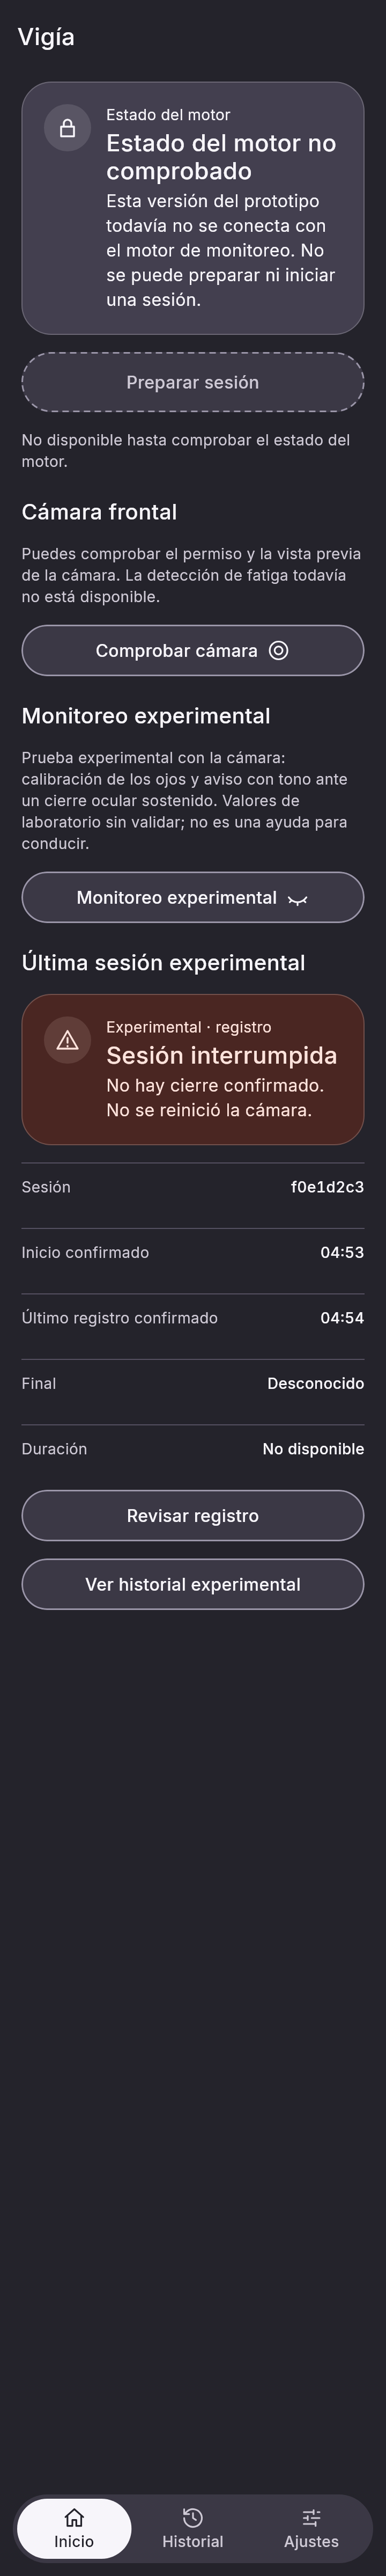 Vigía
Estado del motor
Estado del motor no
comprobado
Esta versión del prototipo
todavía no se conecta con
el motor de monitoreo. No
se puede preparar ni iniciar
una sesión.
Preparar sesión
No disponible hasta comprobar el estado del
motor.
Cámara frontal
Puedes comprobar el permiso y la vista previa
de la cámara. La detección de fatiga todavía
no está disponible.
Comprobar cámara
Monitoreo experimental
Prueba experimental con la cámara:
calibración de los ojos y aviso con tono ante
un cierre ocular sostenido. Valores de
laboratorio sin validar; no es una ayuda para
conducir.
Monitoreo experimental
Última sesión experimental
Experimental · registro
Sesión interrumpida
No hay cierre confirmado.
No se reinició la cámara.
Sesión f0e1d2c3
Inicio confirmado 04:53
Último registro confirmado 04:54
Final Desconocido
Duración No disponible
Revisar registro
Ver historial experimental
Inicio Historial Ajustes